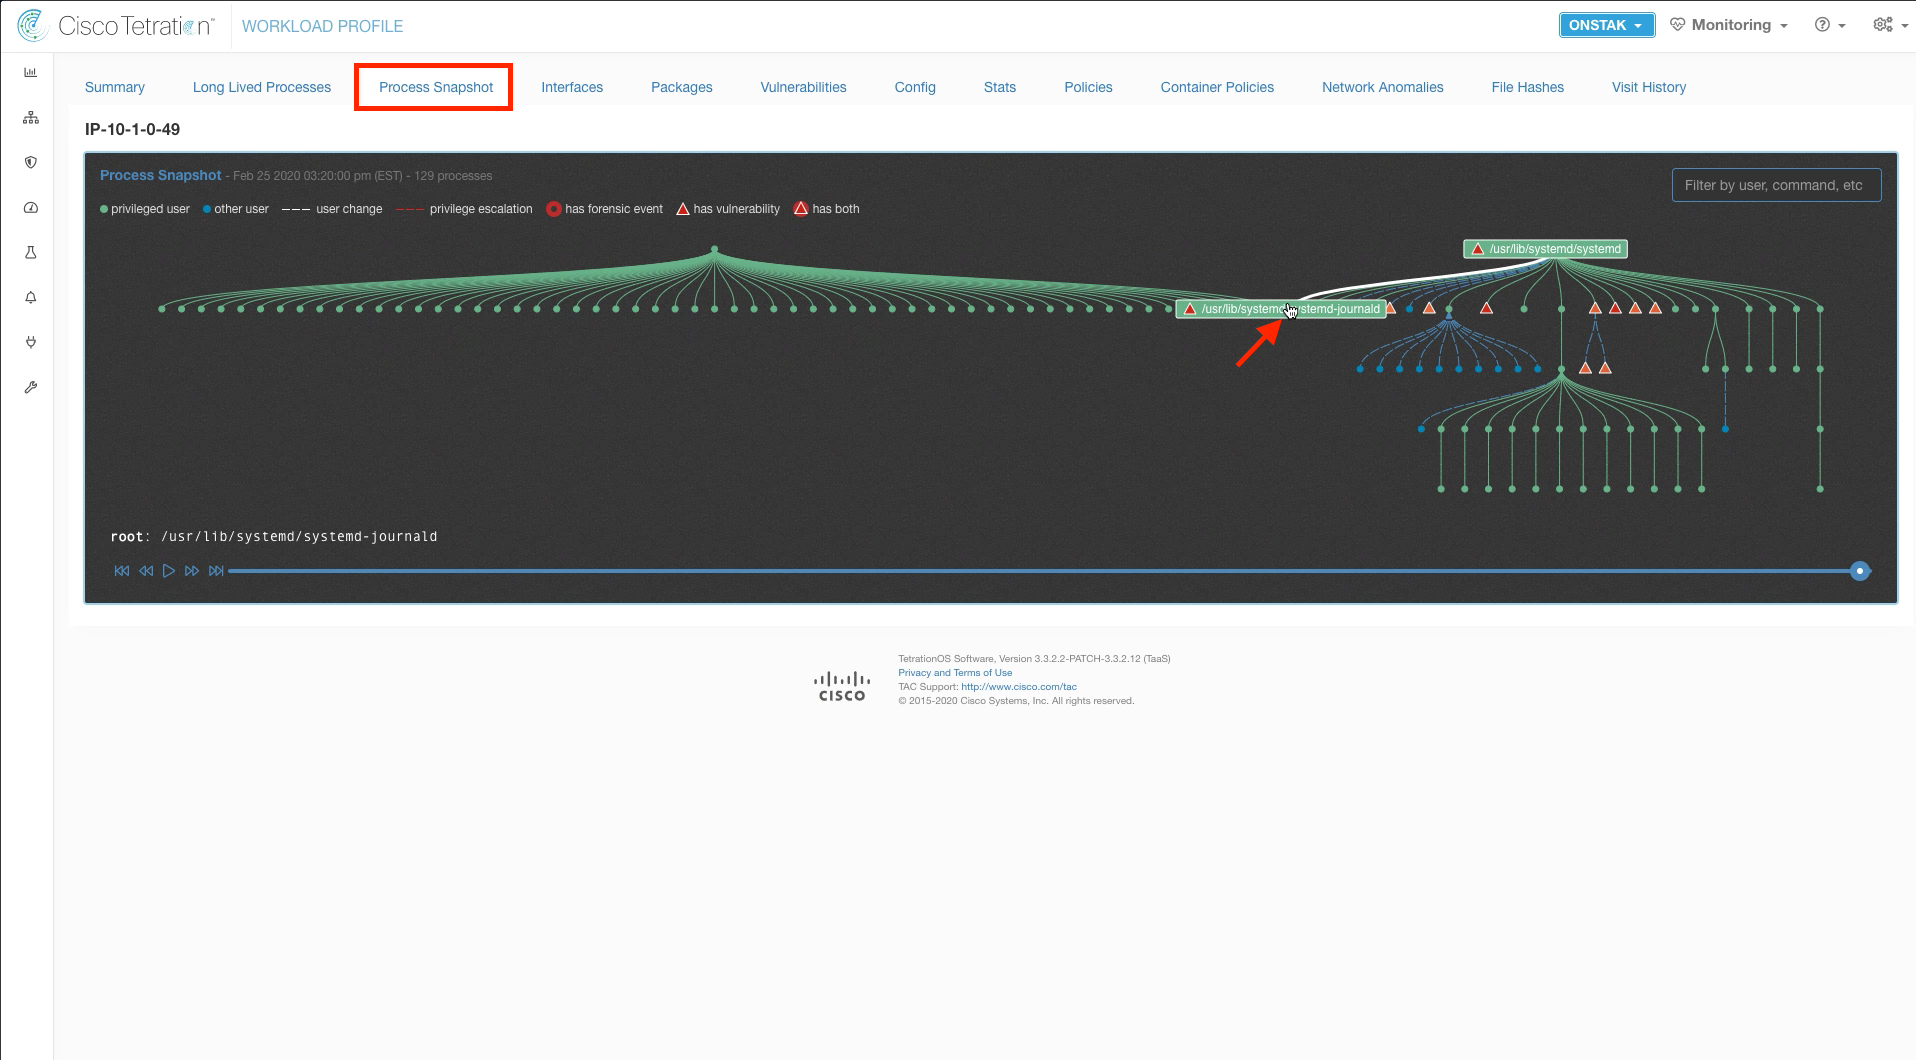 Cisco Tetration™ WORKLOAD PROFILE ONSTAK Monitoring
Summary Long Lived Processes Process Snapshot Interfaces Packages Vulnerabilities Config Stats Policies Container Policies Network Anomalies File Hashes Visit History
IP-10-1-0-49
Process Snapshot - Feb 25 2020 03:20:00 pm (EST) - 129 processes
Filter by user, command, etc
privileged user other user user change privilege escalation has forensic event has vulnerability has both
/usr/lib/systemd/systemd
/usr/lib/systemd/systemd-journald
root: /usr/lib/systemd/systemd-journald
CISCO
TetrationOS Software, Version 3.3.2.2-PATCH-3.3.2.12 (TaaS)
Privacy and Terms of Use
TAC Support: http://www.cisco.com/tac
© 2015-2020 Cisco Systems, Inc. All rights reserved.